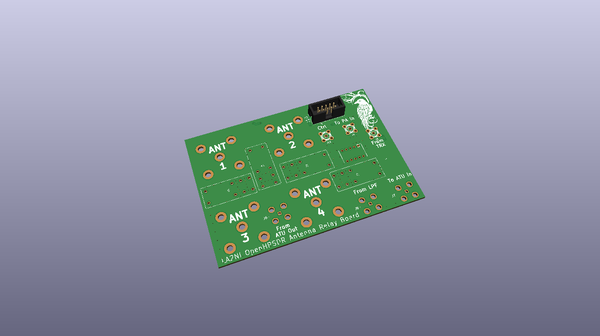 ANT
1
ANT
2
Ctrl
To PA in
From
TRX
ANT
3
ANT
4
From
ATU Out
From LPF
To ATU in
LA2NI OpenHPSDR Antenna Relay Board